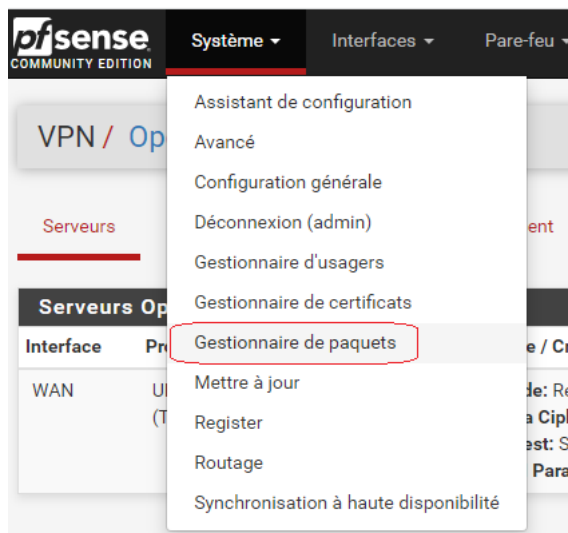 pfsense
COMMUNITY EDITION
Système
Interfaces
Pare-feu
VPN /
Serveurs
Assistant de configuration
Avancé
Configuration générale
Déconnexion (admin)
Gestionnaire d'usagers
Gestionnaire de certificats
Gestionnaire de paquets
Mettre à jour
Register
Routage
Synchronisation à haute disponibilité
Serveurs
Interface
WAN